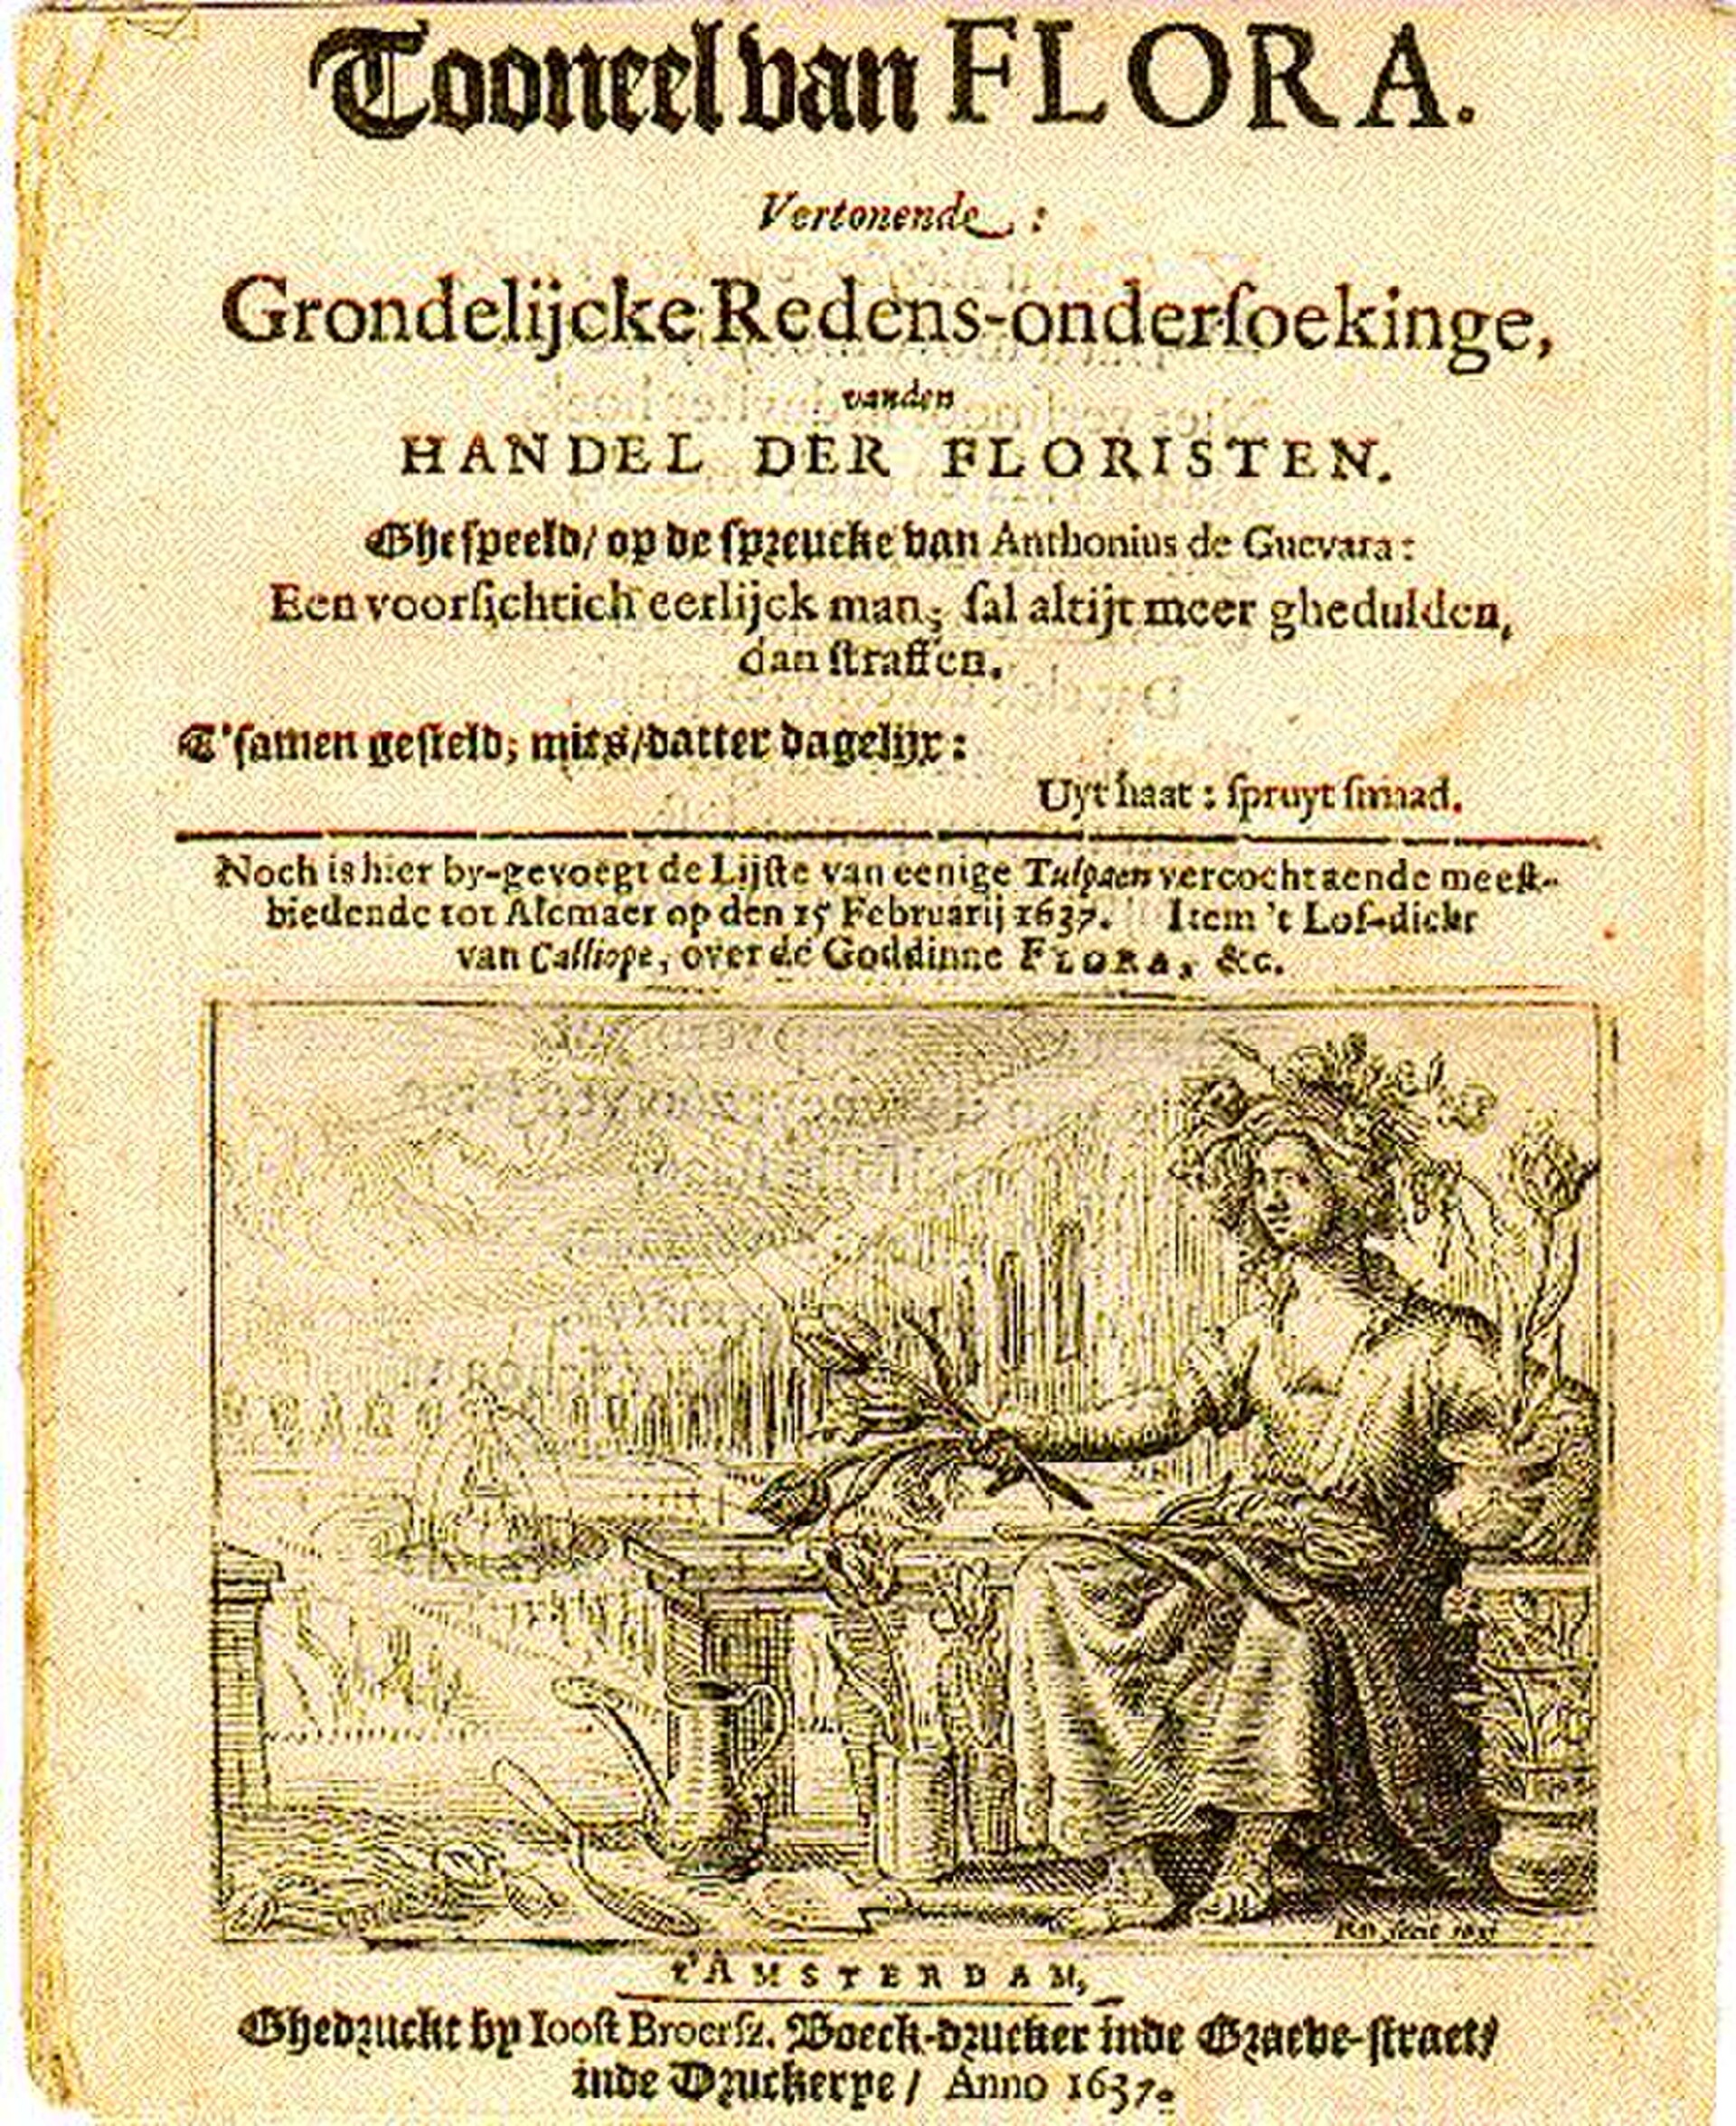 Tooneel van FLORA.
Vertonende :
Grondelijcke Redens-onderſoekinge,
vanden
HANDEL DER FLORISTEN.
Gheſpeeld/ op de ſpreucke van Anthonius de Guevara:
Een voorſichtich eerlijck man, ſal altijt meer ghedulden,
dan ſtraffen.
T'ſamen geſteld; mits/datter dagelijx :
Uyt haat : ſpruyt ſmaad.
Noch is hier by-gevoegt de Lijſte van eenige Tulpaen vercocht aende meeſt-
biedende tot Alcmaer op den 15 Februarij 1637. Item 't Lof-dicht
van Calliope, over de Goddinne FLORA, &c.
t'AMSTERDAM,
Ghedruckt by Iooſt Broerſz. Boeck-drucker inde Graeve-ſtraet/
inde Druckerye / Anno 1637.